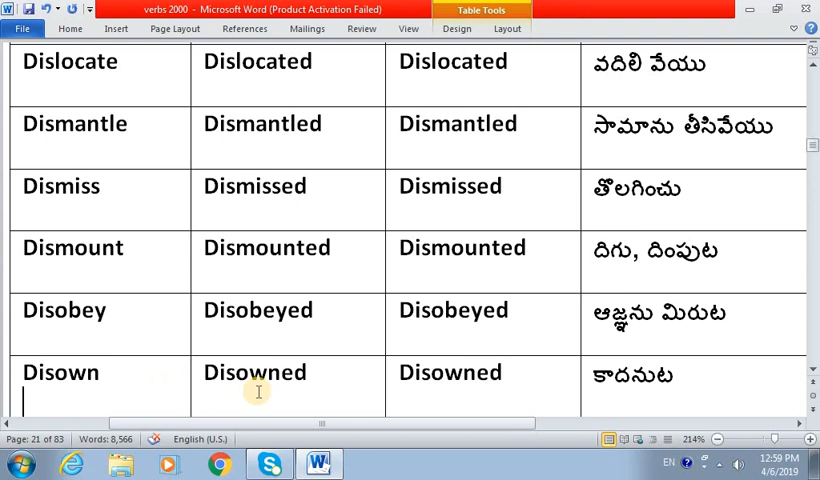 verbs 2000 - Microsoft Word (Product Activation Failed)
Table Tools
File Home Insert Page Layout References Mailings Review View Design Layout
Dislocate Dislocated Dislocated వదిలి వేయు
Dismantle Dismantled Dismantled సామాను తీసివేయు
Dismiss Dismissed Dismissed తొలగించు
Dismount Dismounted Dismounted దిగు, దింపుట
Disobey Disobeyed Disobeyed ఆజ్ఞను మిరుట
Disown Disowned Disowned కాదనుట
Page: 21 of 83 Words: 8,566 English (U.S.) 214%
EN 12:59 PM
4/6/2019